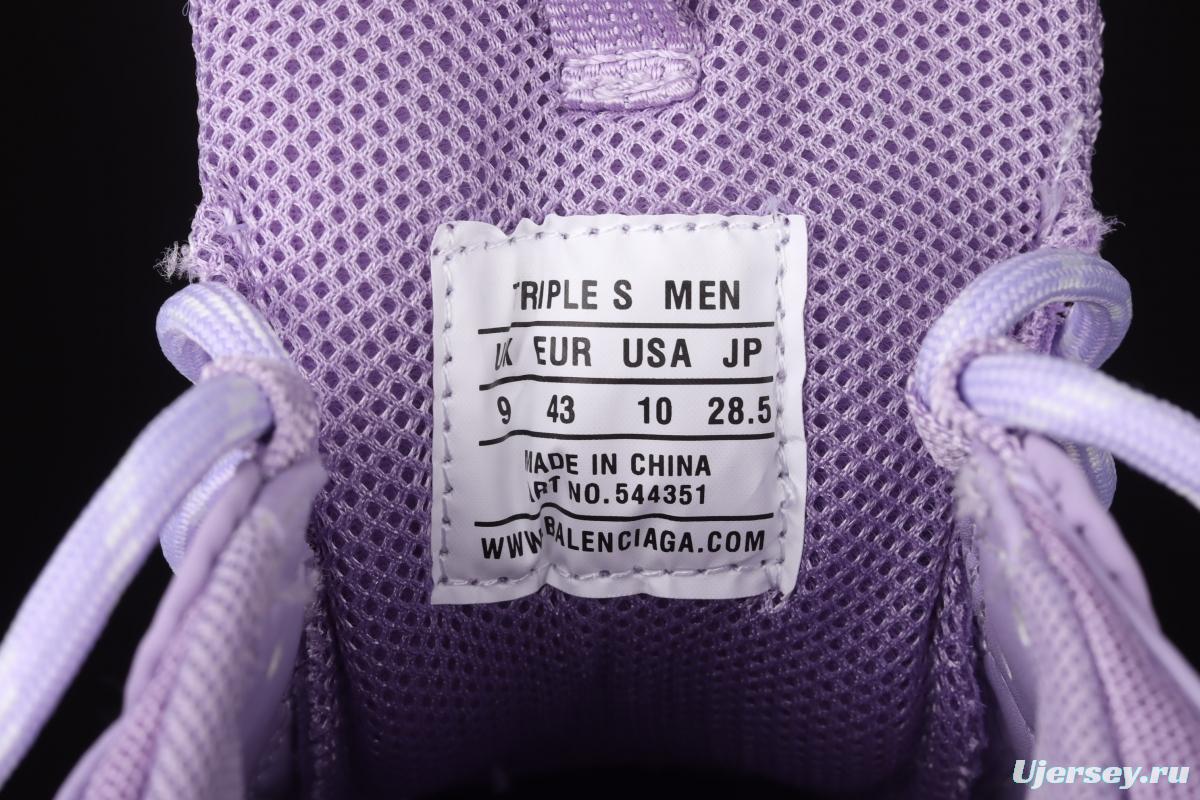 TRIPLE S MEN
UK EUR USA JP
9 43 10 28.5
MADE IN CHINA
ART NO.544351
WWW.BALENCIAGA.COM
Ujersey.ru